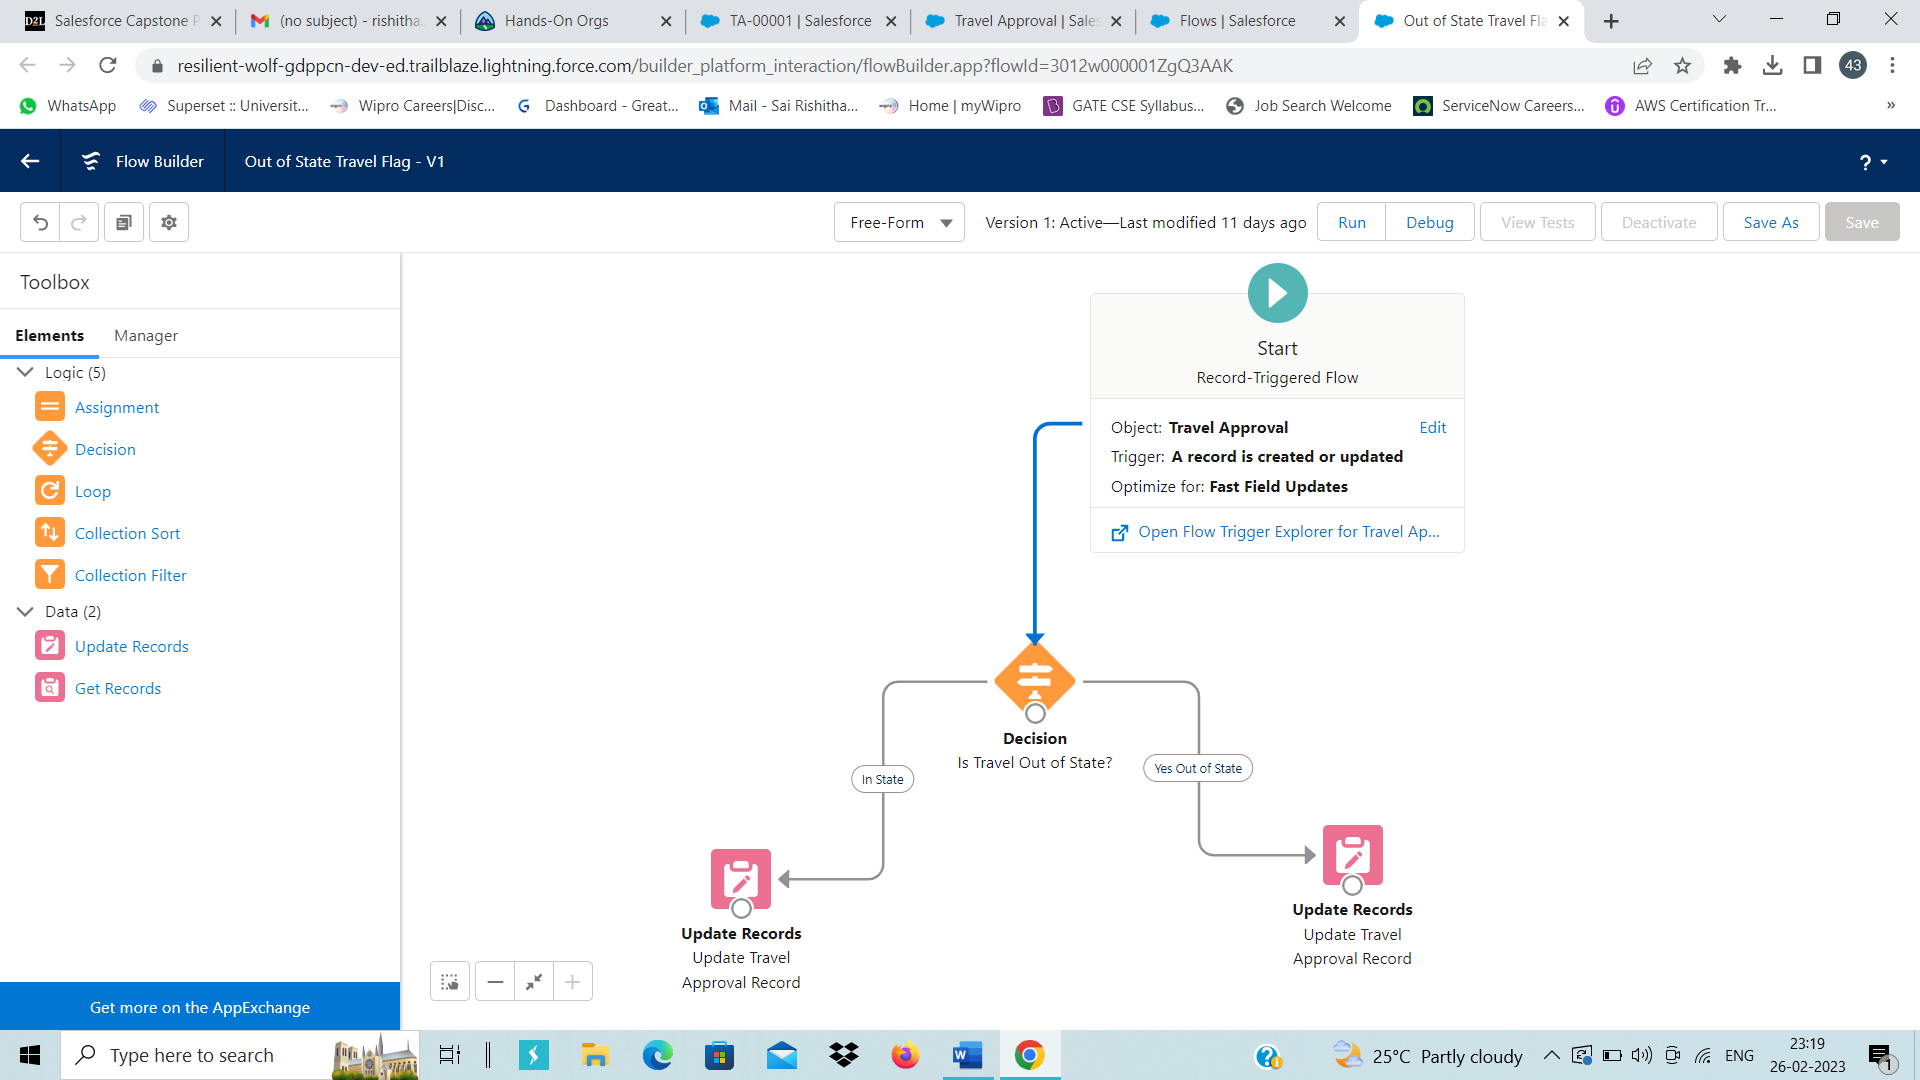 Salesforce Capstone P
(no subject) - rishitha.
Hands-On Orgs
TA-00001 | Salesforce
Travel Approval | Sales
Flows | Salesforce
Out of State Travel Fla
resilient-wolf-gdppcn-dev-ed.trailblaze.lightning.force.com/builder_platform_interaction/flowBuilder.app?flowId=3012w000001ZgQ3AAK
43
WhatsApp
Superset :: Universit...
Wipro Careers|Disc...
Dashboard - Great...
Mail - Sai Rishitha...
Home | myWipro
GATE CSE Syllabus...
Job Search Welcome
ServiceNow Careers...
AWS Certification Tr...
»
Flow Builder
Out of State Travel Flag - V1
?
Free-Form
Version 1: Active—Last modified 11 days ago
Run
Debug
View Tests
Deactivate
Save As
Save
Toolbox
Elements
Manager
Logic (5)
Assignment
Decision
Loop
Collection Sort
Collection Filter
Data (2)
Update Records
Get Records
Get more on the AppExchange
Start
Record-Triggered Flow
Object: Travel Approval
Edit
Trigger: A record is created or updated
Optimize for: Fast Field Updates
Open Flow Trigger Explorer for Travel Ap...
Decision
Is Travel Out of State?
In State
Yes Out of State
Update Records
Update Travel
Approval Record
Update Records
Update Travel
Approval Record
Type here to search
25°C Partly cloudy
ENG
23:19
26-02-2023
1